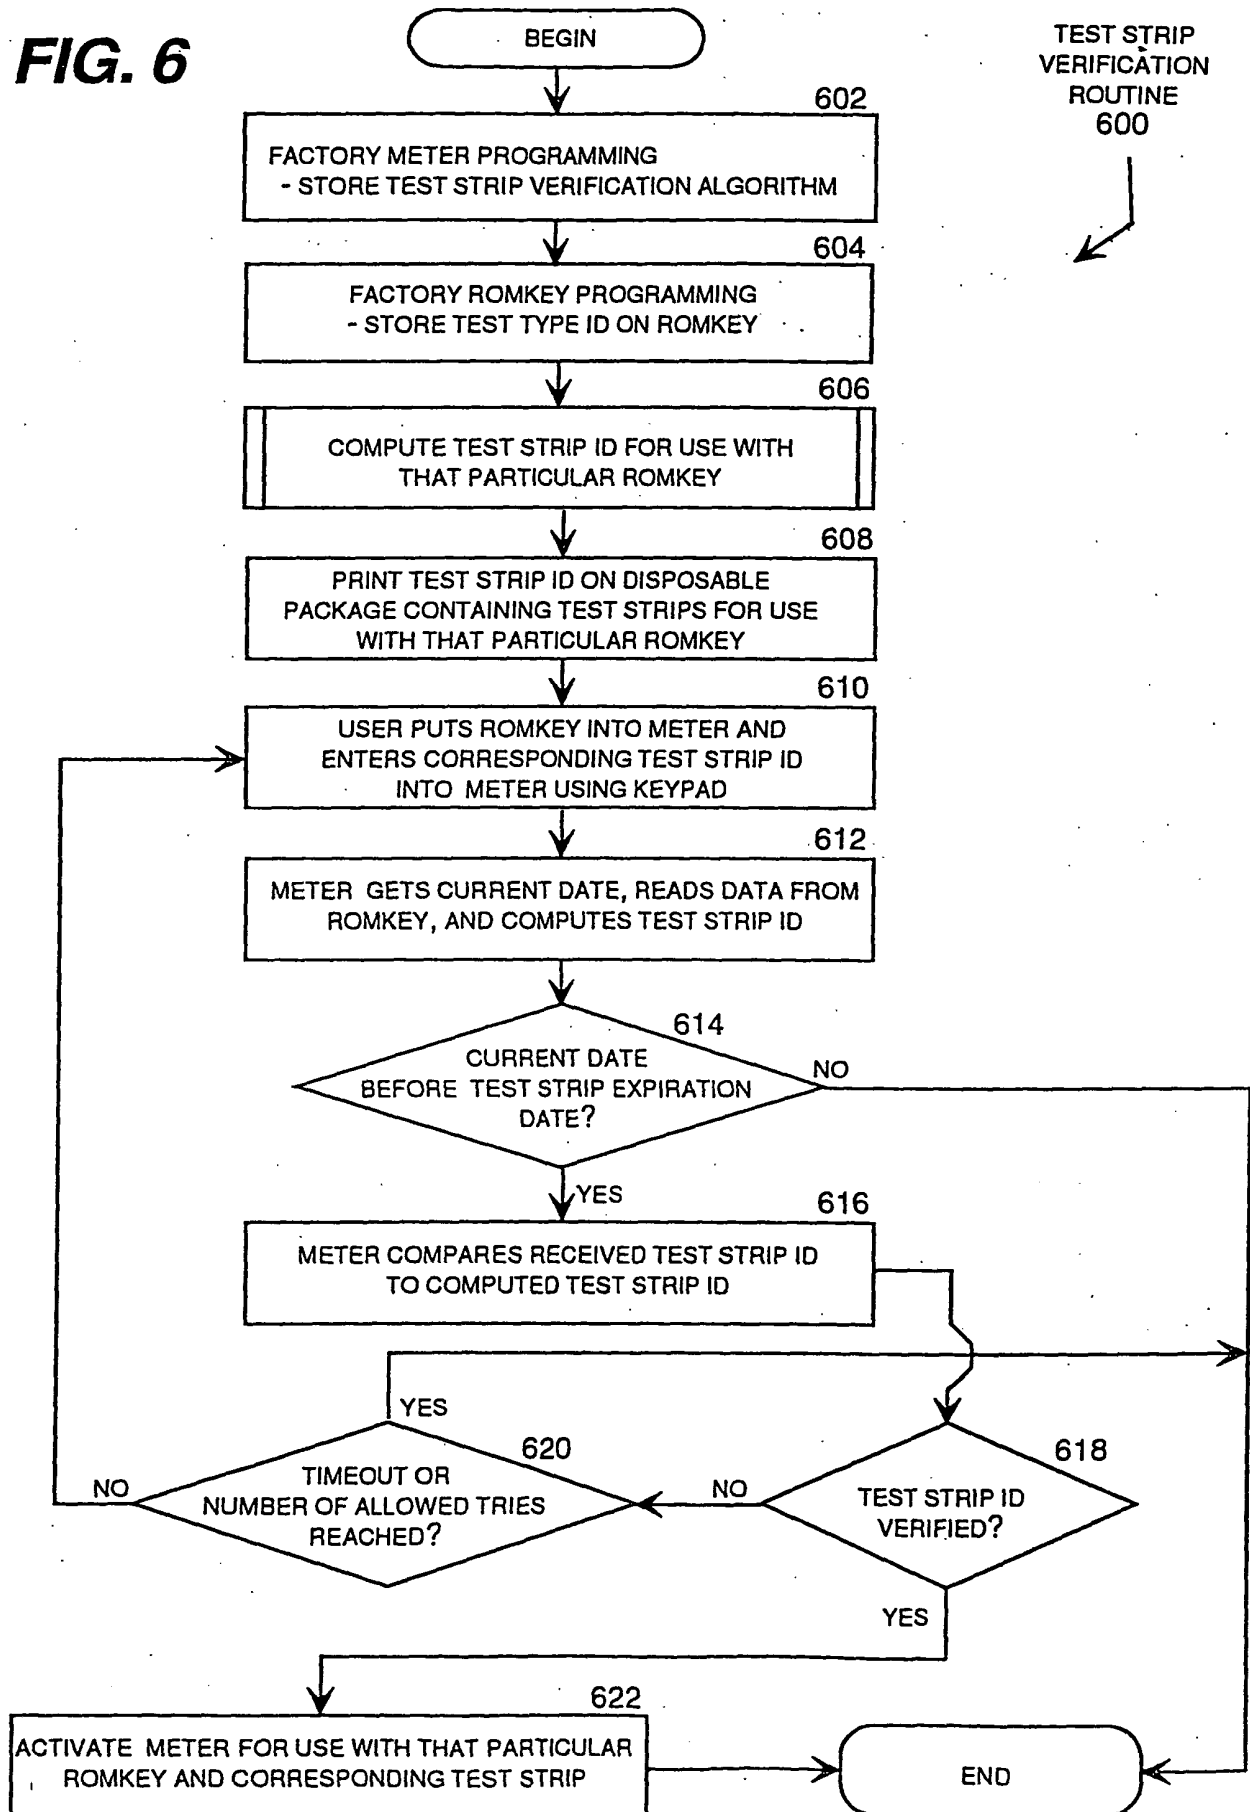 FIG. 6
BEGIN
TEST STRIP
VERIFICATION
ROUTINE
600
602
FACTORY METER PROGRAMMING
- STORE TEST STRIP VERIFICATION ALGORITHM
604
FACTORY ROMKEY PROGRAMMING
- STORE TEST TYPE ID ON ROMKEY
606
COMPUTE TEST STRIP ID FOR USE WITH
THAT PARTICULAR ROMKEY
608
PRINT TEST STRIP ID ON DISPOSABLE
PACKAGE CONTAINING TEST STRIPS FOR USE
WITH THAT PARTICULAR ROMKEY
610
USER PUTS ROMKEY INTO METER AND
ENTERS CORRESPONDING TEST STRIP ID
INTO METER USING KEYPAD
612
METER GETS CURRENT DATE, READS DATA FROM
ROMKEY, AND COMPUTES TEST STRIP ID
614
CURRENT DATE
BEFORE TEST STRIP EXPIRATION
DATE?
NO
YES
616
METER COMPARES RECEIVED TEST STRIP ID
TO COMPUTED TEST STRIP ID
YES
620
TIMEOUT OR
NUMBER OF ALLOWED TRIES
REACHED?
NO
NO
618
TEST STRIP ID
VERIFIED?
YES
622
ACTIVATE METER FOR USE WITH THAT PARTICULAR
ROMKEY AND CORRESPONDING TEST STRIP
END